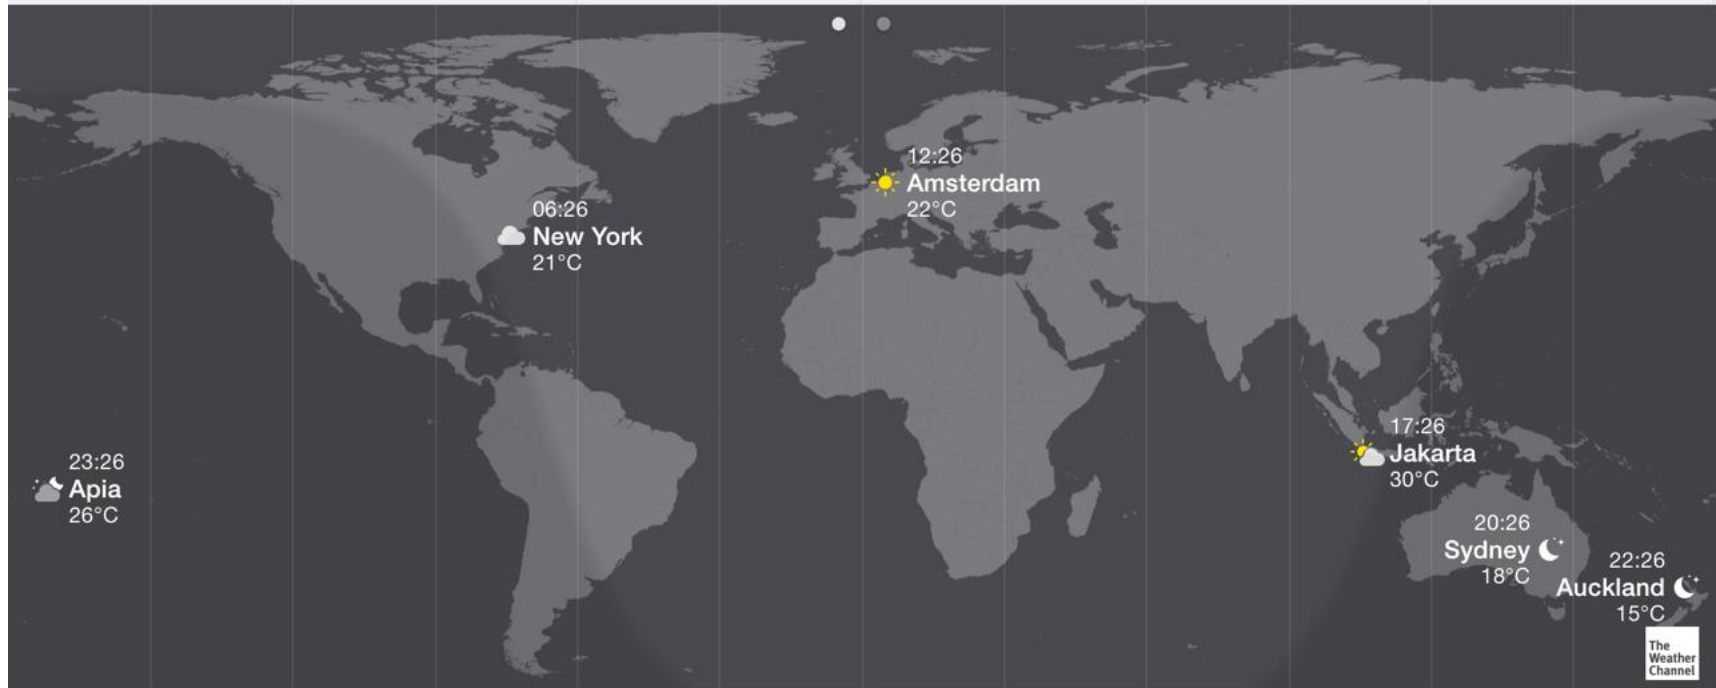 12:26
Amsterdam
22°C
06:26
New York
21°C
17:26
Jakarta
30°C
23:26
Apia
26°C
20:26
Sydney
18°C
22:26
Auckland
15°C
The
Weather
Channel